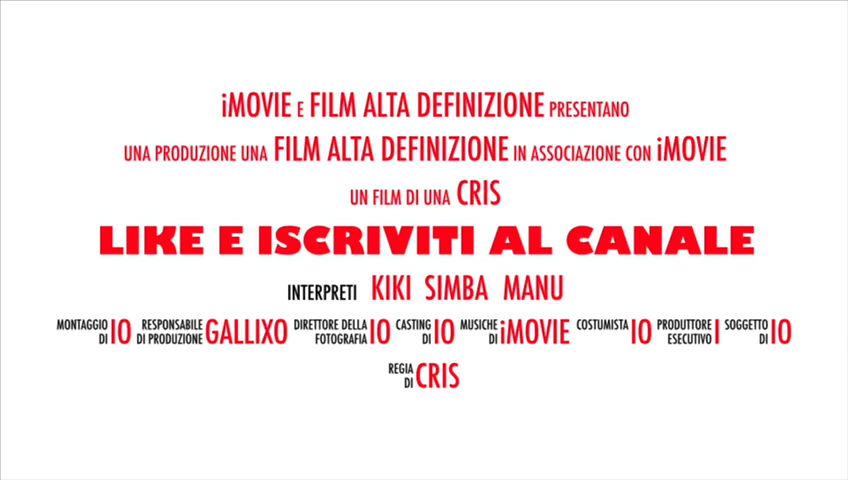 iMOVIE E FILM ALTA DEFINIZIONE PRESENTANO
UNA PRODUZIONE UNA FILM ALTA DEFINIZIONE IN ASSOCIAZIONE CON iMOVIE
UN FILM DI UNA CRIS
LIKE E ISCRIVITI AL CANALE
INTERPRETI KIKI SIMBA MANU
MONTAGGIO DI IO RESPONSABILE DI PRODUZIONE GALLIXO DIRETTORE DELLA FOTOGRAFIA IO CASTING DI IO MUSICHE DI iMOVIE COSTUMISTA IO PRODUTTORE ESECUTIVO I SOGGETTO DI IO
REGIA DI CRIS